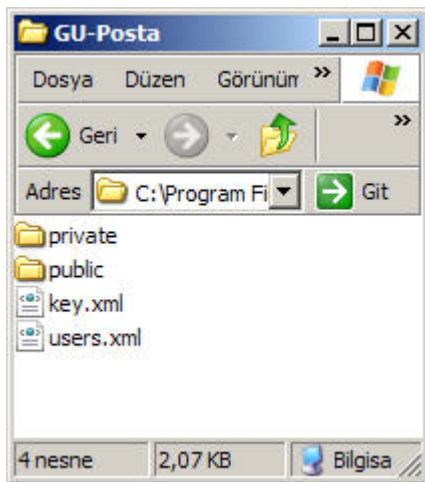 GU-Posta
Dosya Düzen Görünüm »
Geri »
Adres C:\Program Fi Git
private
public
key.xml
users.xml
4 nesne 2,07 KB Bilgisa